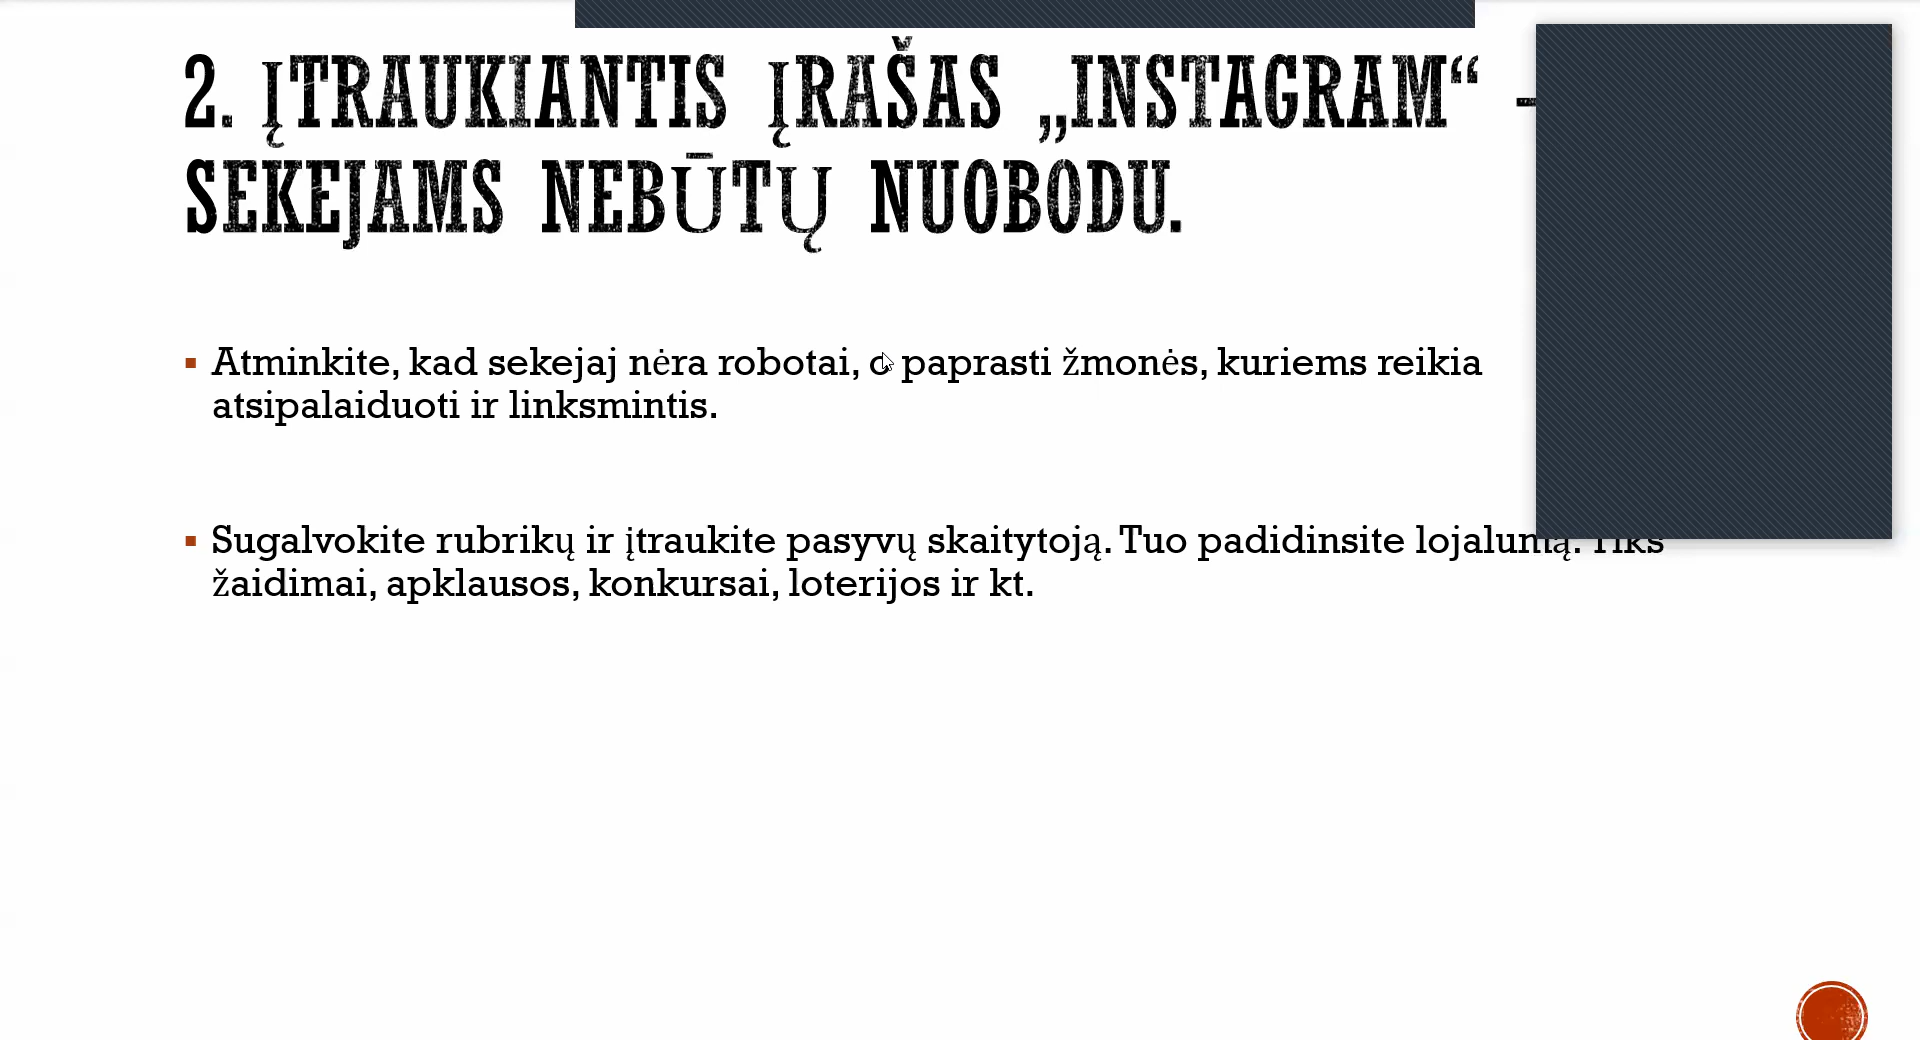 2. ĮTRAUKIANTIS ĮRAŠAS „INSTAGRAM“ -
SEKEJAMS NEBŪTŲ NUOBODU.
Atminkite, kad sekejaj nėra robotai, o paprasti žmonės, kuriems reikia
atsipalaiduoti ir linksmintis.
Sugalvokite rubrikų ir įtraukite pasyvų skaitytoją. Tuo padidinsite lojalumą. Tiks
žaidimai, apklausos, konkursai, loterijos ir kt.